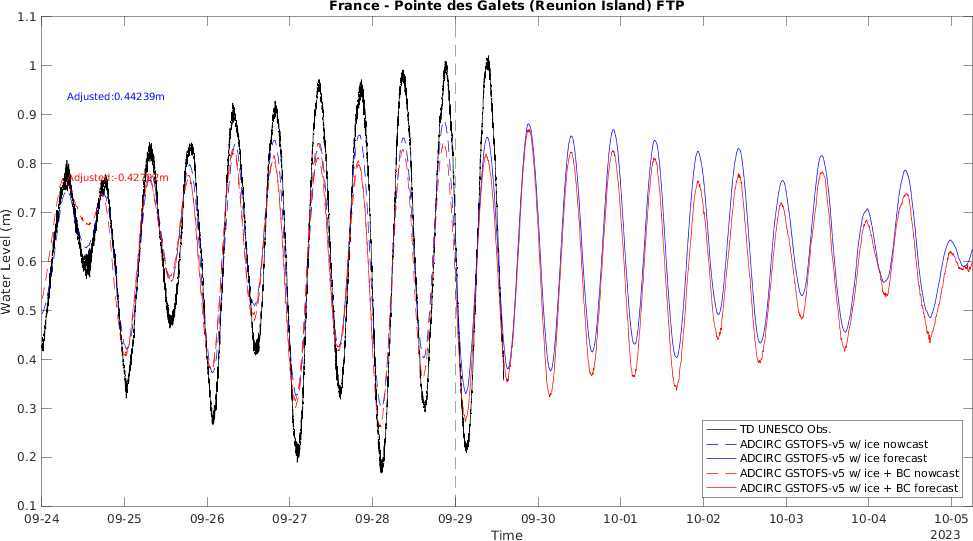 France - Pointe des Galets (Reunion Island) FTP
1.1
1
0.9
0.8
0.7
0.6
0.5
0.4
0.3
0.2
0.1
Water Level (m)
Adjusted:0.44239m
TD UNESCO Obs.
ADCIRC GSTOFS-v5 w/ ice nowcast
ADCIRC GSTOFS-v5 w/ ice forecast
ADCIRC GSTOFS-v5 w/ ice + BC nowcast
ADCIRC GSTOFS-v5 w/ ice + BC forecast
09-24 09-25 09-26 09-27 09-28 09-29 09-30 10-01 10-02 10-03 10-04 10-05
2023
Time